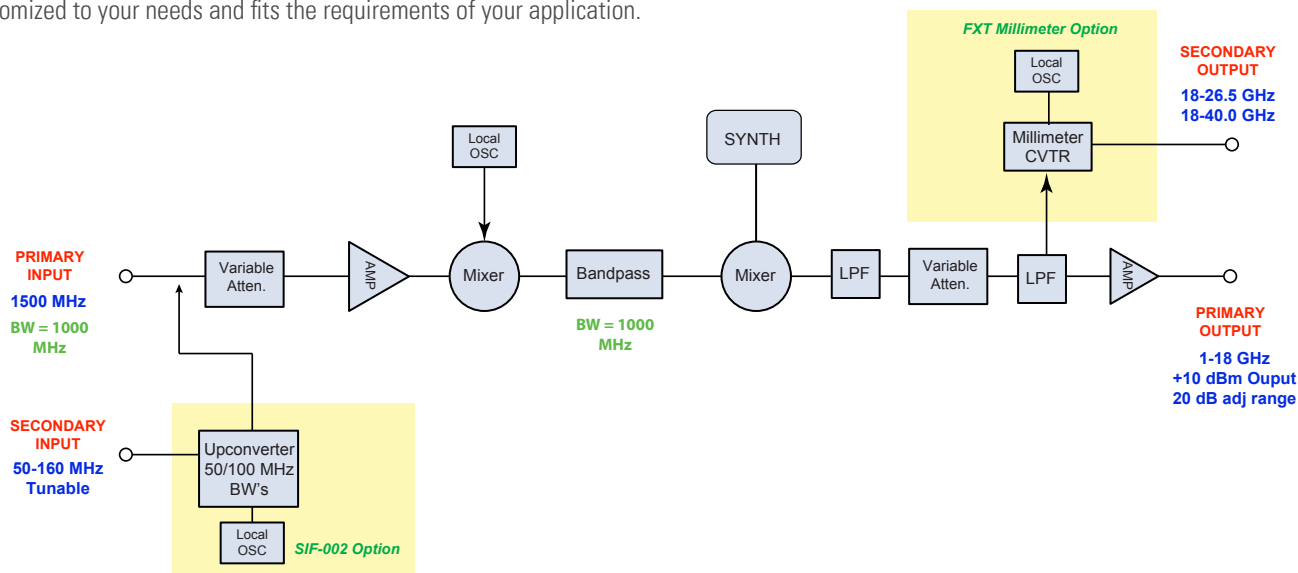 omized to your needs and fits the requirements of your application.
FXT Millimeter Option
Local
OSC
Millimeter
CVTR
SECONDARY
OUTPUT
18-26.5 GHz
18-40.0 GHz
Local
OSC
SYNTH
PRIMARY
INPUT
1500 MHz
BW = 1000
MHz
Variable
Atten.
AMP
Mixer
Bandpass
BW = 1000
MHz
Mixer
LPF
Variable
Atten.
LPF
AMP
PRIMARY
OUTPUT
1-18 GHz
+10 dBm Ouput
20 dB adj range
SECONDARY
INPUT
50-160 MHz
Tunable
Upconverter
50/100 MHz
BW's
Local
OSC
SIF-002 Option